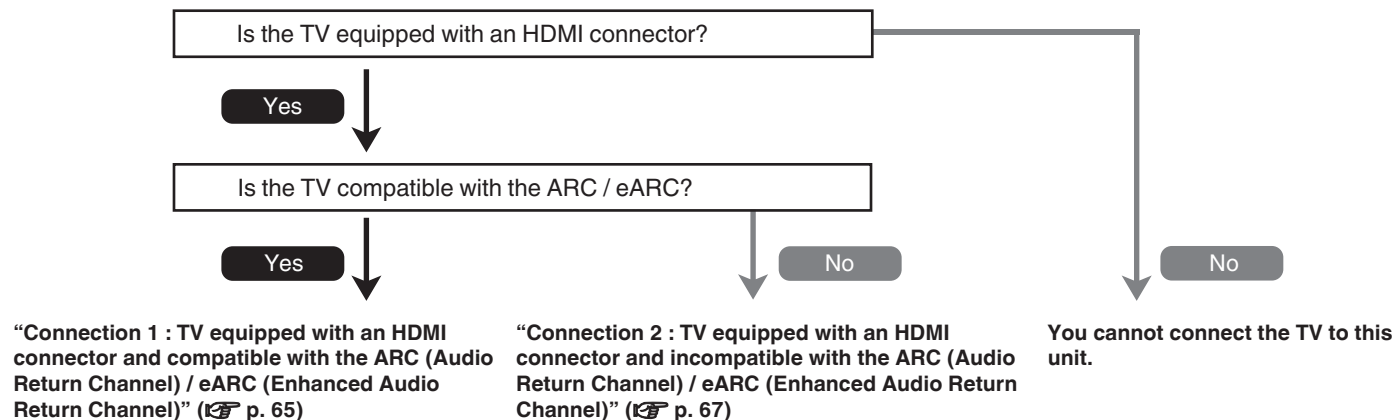 Is the TV equipped with an HDMI connector?
Yes
Is the TV compatible with the ARC / eARC?
Yes
No
No
“Connection 1 : TV equipped with an HDMI
connector and compatible with the ARC (Audio
Return Channel) / eARC (Enhanced Audio
Return Channel)” (☞ p. 65)
“Connection 2 : TV equipped with an HDMI
connector and incompatible with the ARC (Audio
Return Channel) / eARC (Enhanced Audio Return
Channel)” (☞ p. 67)
You cannot connect the TV to this
unit.